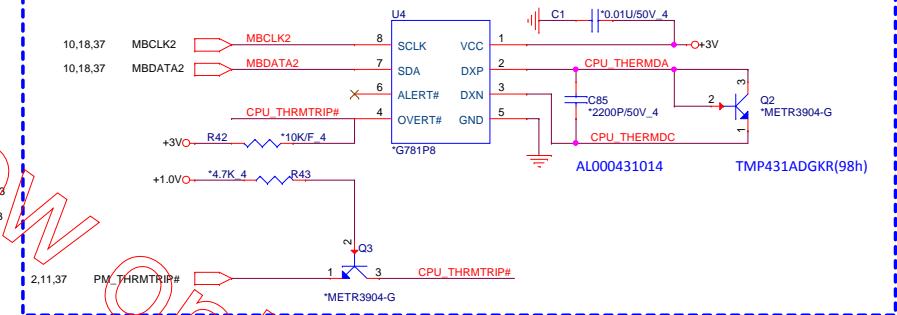 U4
C1 *0.01U/50V_4
10,18,37 MBCLK2 MBCLK2 8 SCLK VCC 1 +3V
10,18,37 MBDATA2 MBDATA2 7 SDA DXP 2 CPU_THERMDA
6 ALERT# DXN 3
CPU_THRMTRIP# 4 OVERT# GND 5
C85
*2200P/50V_4
3
2
1
Q2
*METR3904-G
+3V R42 *10K/F_4
*G781P8
CPU_THERMDC
AL000431014 TMP431ADGKR(98h)
+1.0V *4.7K_4 R43
2 Q3
2,11,37 PM_THRMTRIP# 1 3 CPU_THRMTRIP#
*METR3904-G